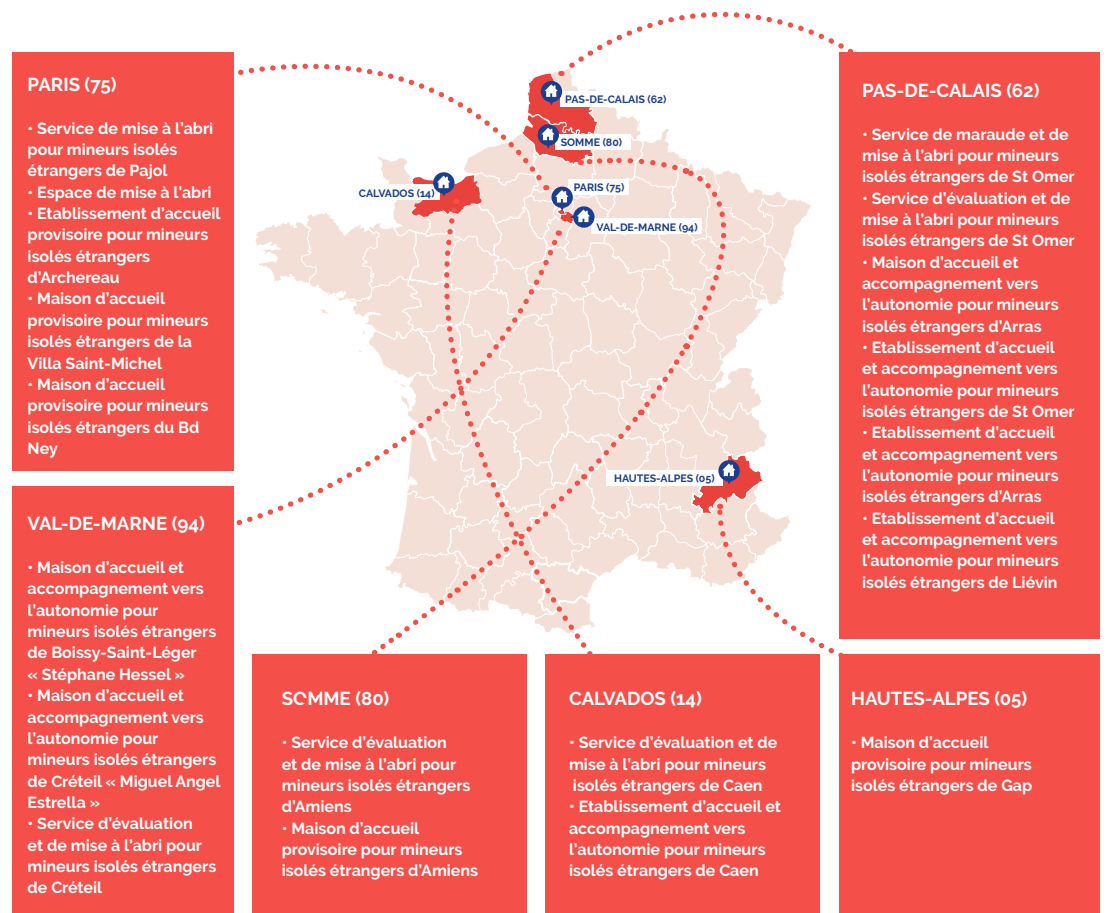 PARIS (75)
• Service de mise à l'abri
pour mineurs isolés
étrangers de Pajol
• Espace de mise à l'abri
• Etablissement d'accueil
provisoire pour mineurs
isolés étrangers
d'Archereau
• Maison d'accueil
provisoire pour mineurs
isolés étrangers de la
Villa Saint-Michel
• Maison d'accueil
provisoire pour mineurs
isolés étrangers du Bd
Ney
VAL-DE-MARNE (94)
• Maison d'accueil et
accompagnement vers
l'autonomie pour
mineurs isolés étrangers
de Boissy-Saint-Léger
« Stéphane Hessel »
• Maison d'accueil et
accompagnement vers
l'autonomie pour
mineurs isolés étrangers
de Créteil « Miguel Angel
Estrella »
• Service d'évaluation
et de mise à l'abri pour
mineurs isolés étrangers
de Créteil
PAS-DE-CALAIS (62)
SOMME (80)
CALVADOS (14)
PARIS (75)
VAL-DE-MARNE (94)
HAUTES-ALPES (05)
PAS-DE-CALAIS (62)
• Service de maraude et de
mise à l'abri pour mineurs
isolés étrangers de St Omer
• Service d'évaluation et de
mise à l'abri pour mineurs
isolés étrangers de St Omer
• Maison d'accueil et
accompagnement vers
l'autonomie pour mineurs
isolés étrangers d'Arras
• Etablissement d'accueil
et accompagnement vers
l'autonomie pour mineurs
isolés étrangers de St Omer
• Etablissement d'accueil
et accompagnement vers
l'autonomie pour mineurs
isolés étrangers d'Arras
• Etablissement d'accueil
et accompagnement vers
l'autonomie pour mineurs
isolés étrangers de Liévin
SOMME (80)
• Service d'évaluation
et de mise à l'abri pour
mineurs isolés étrangers
d'Amiens
• Maison d'accueil
provisoire pour mineurs
isolés étrangers d'Amiens
CALVADOS (14)
• Service d'évaluation et de
mise à l'abri pour mineurs
isolés étrangers de Caen
• Etablissement d'accueil et
accompagnement vers
l'autonomie pour mineurs
isolés étrangers de Caen
HAUTES-ALPES (05)
• Maison d'accueil
provisoire pour mineurs
isolés étrangers de Gap